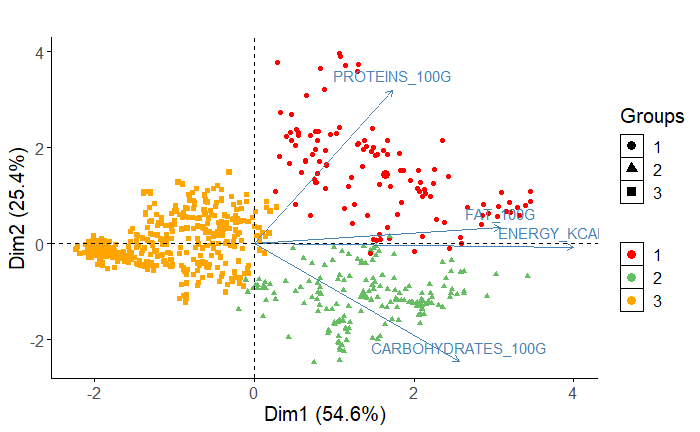 4
2
0
-2
Dim2 (25.4%)
PROTEINS_100G
FAT_100G
ENERGY_KCA
CARBOHYDRATES_100G
-2
0
2
4
Dim1 (54.6%)
Groups
1
2
3
1
2
3